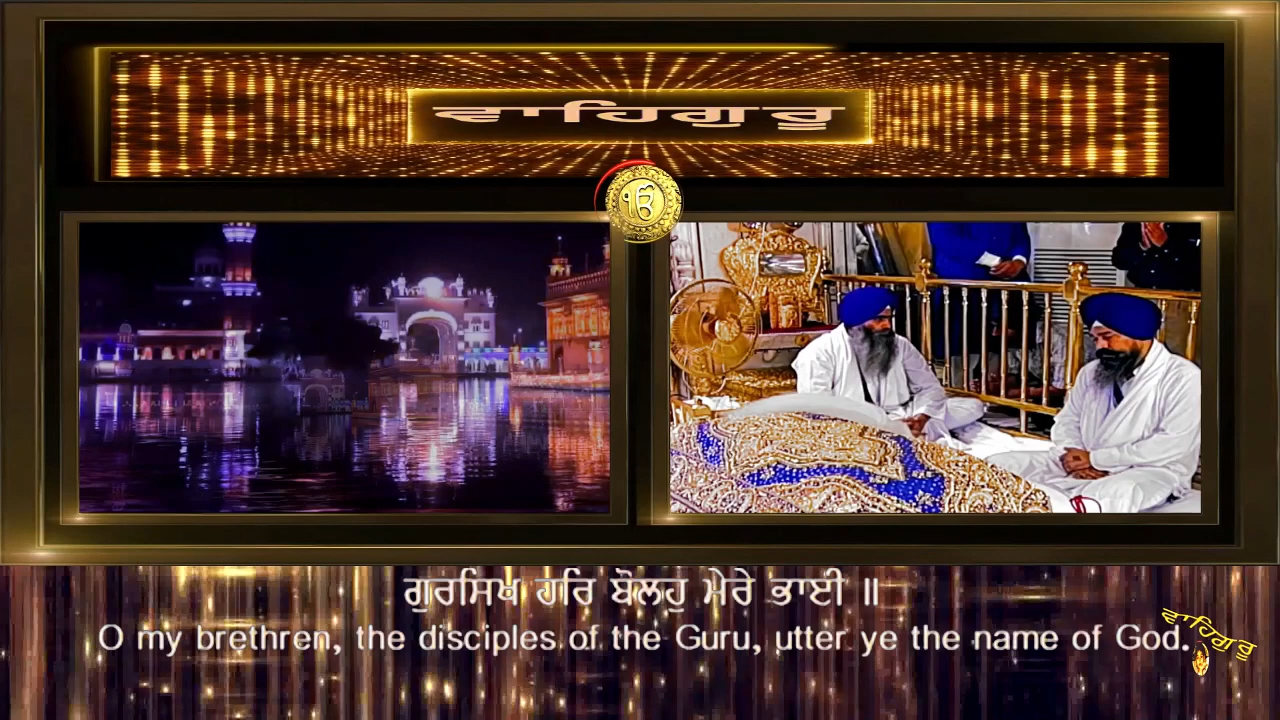 ਵਾਹਿਗੁਰੂ
ੴ
ਗੁਰਸਿਖ ਹਰਿ ਬੋਲਹੁ ਮੇਰੇ ਭਾਈ ॥
O my brethren, the disciples of the Guru, utter ye the name of God.
ਵਾਹਿਗੁਰੂ